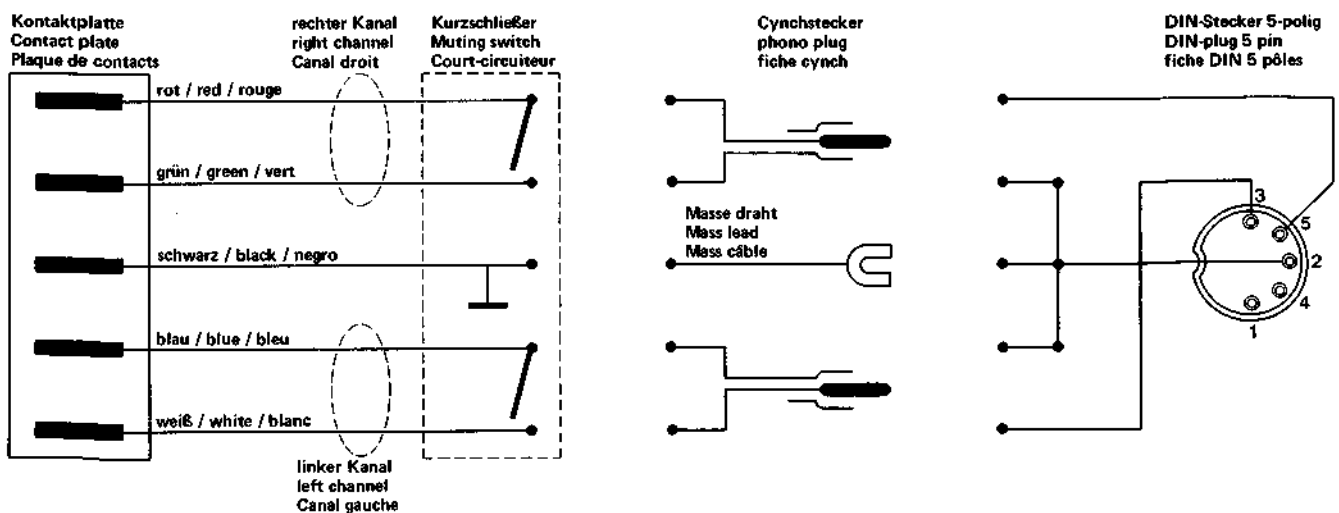 Kontaktplatte
Contact plate
Plaque de contacts
rechter Kanal
right channel
Canal droit
Kurzschließer
Muting switch
Court-circuiteur
Cynchstecker
phono plug
fiche cynch
DIN-Stecker 5-polig
DIN-plug 5 pin
fiche DIN 5 pôles
rot / red / rouge
grün / green / vert
schwarz / black / negro
blau / blue / bleu
weiß / white / blanc
linker Kanal
left channel
Canal gauche
Masse draht
Mass lead
Mass câble
3
5
2
4
1